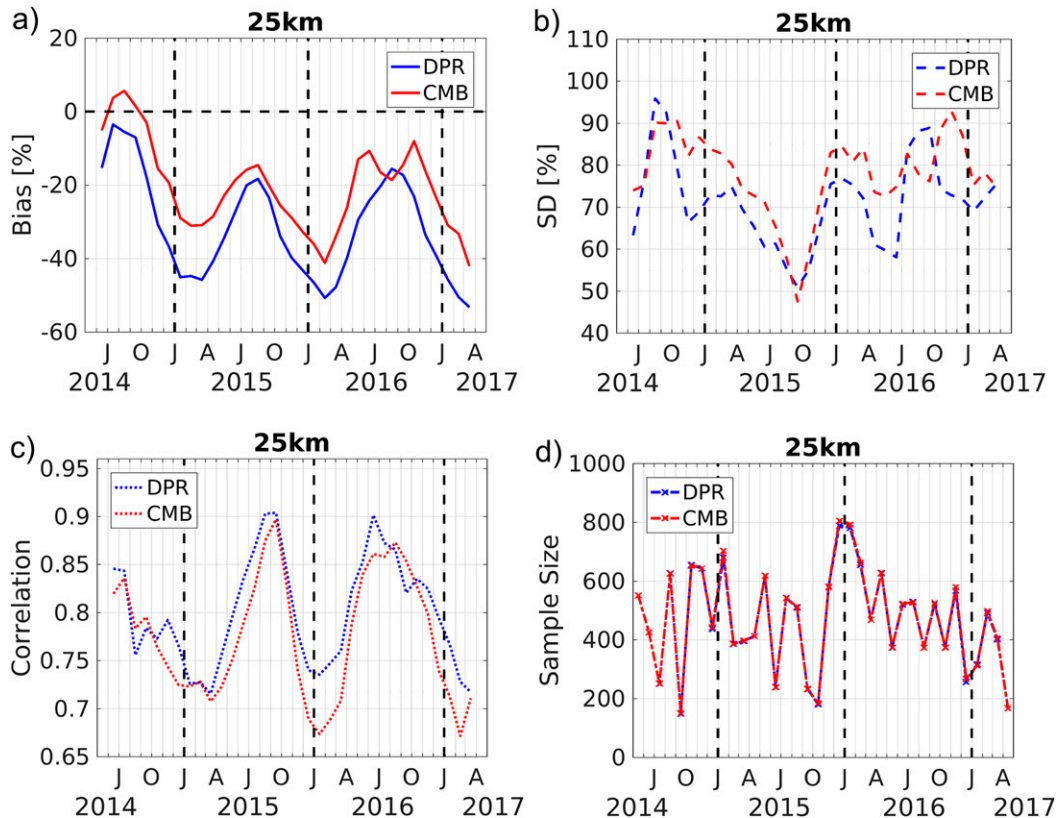 a)
25km
20
0
-20
-40
-60
Bias [%]
DPR
CMB
J O J A J O J A J O J A
2014 2015 2016 2017
b)
25km
110
100
90
80
70
60
50
40
SD [%]
DPR
CMB
J O J A J O J A J O J A
2014 2015 2016 2017
c)
25km
0.95
0.9
0.85
0.8
0.75
0.7
0.65
Correlation
DPR
CMB
J O J A J O J A J O J A
2014 2015 2016 2017
d)
25km
1000
800
600
400
200
0
Sample Size
DPR
CMB
J O J A J O J A J O J A
2014 2015 2016 2017